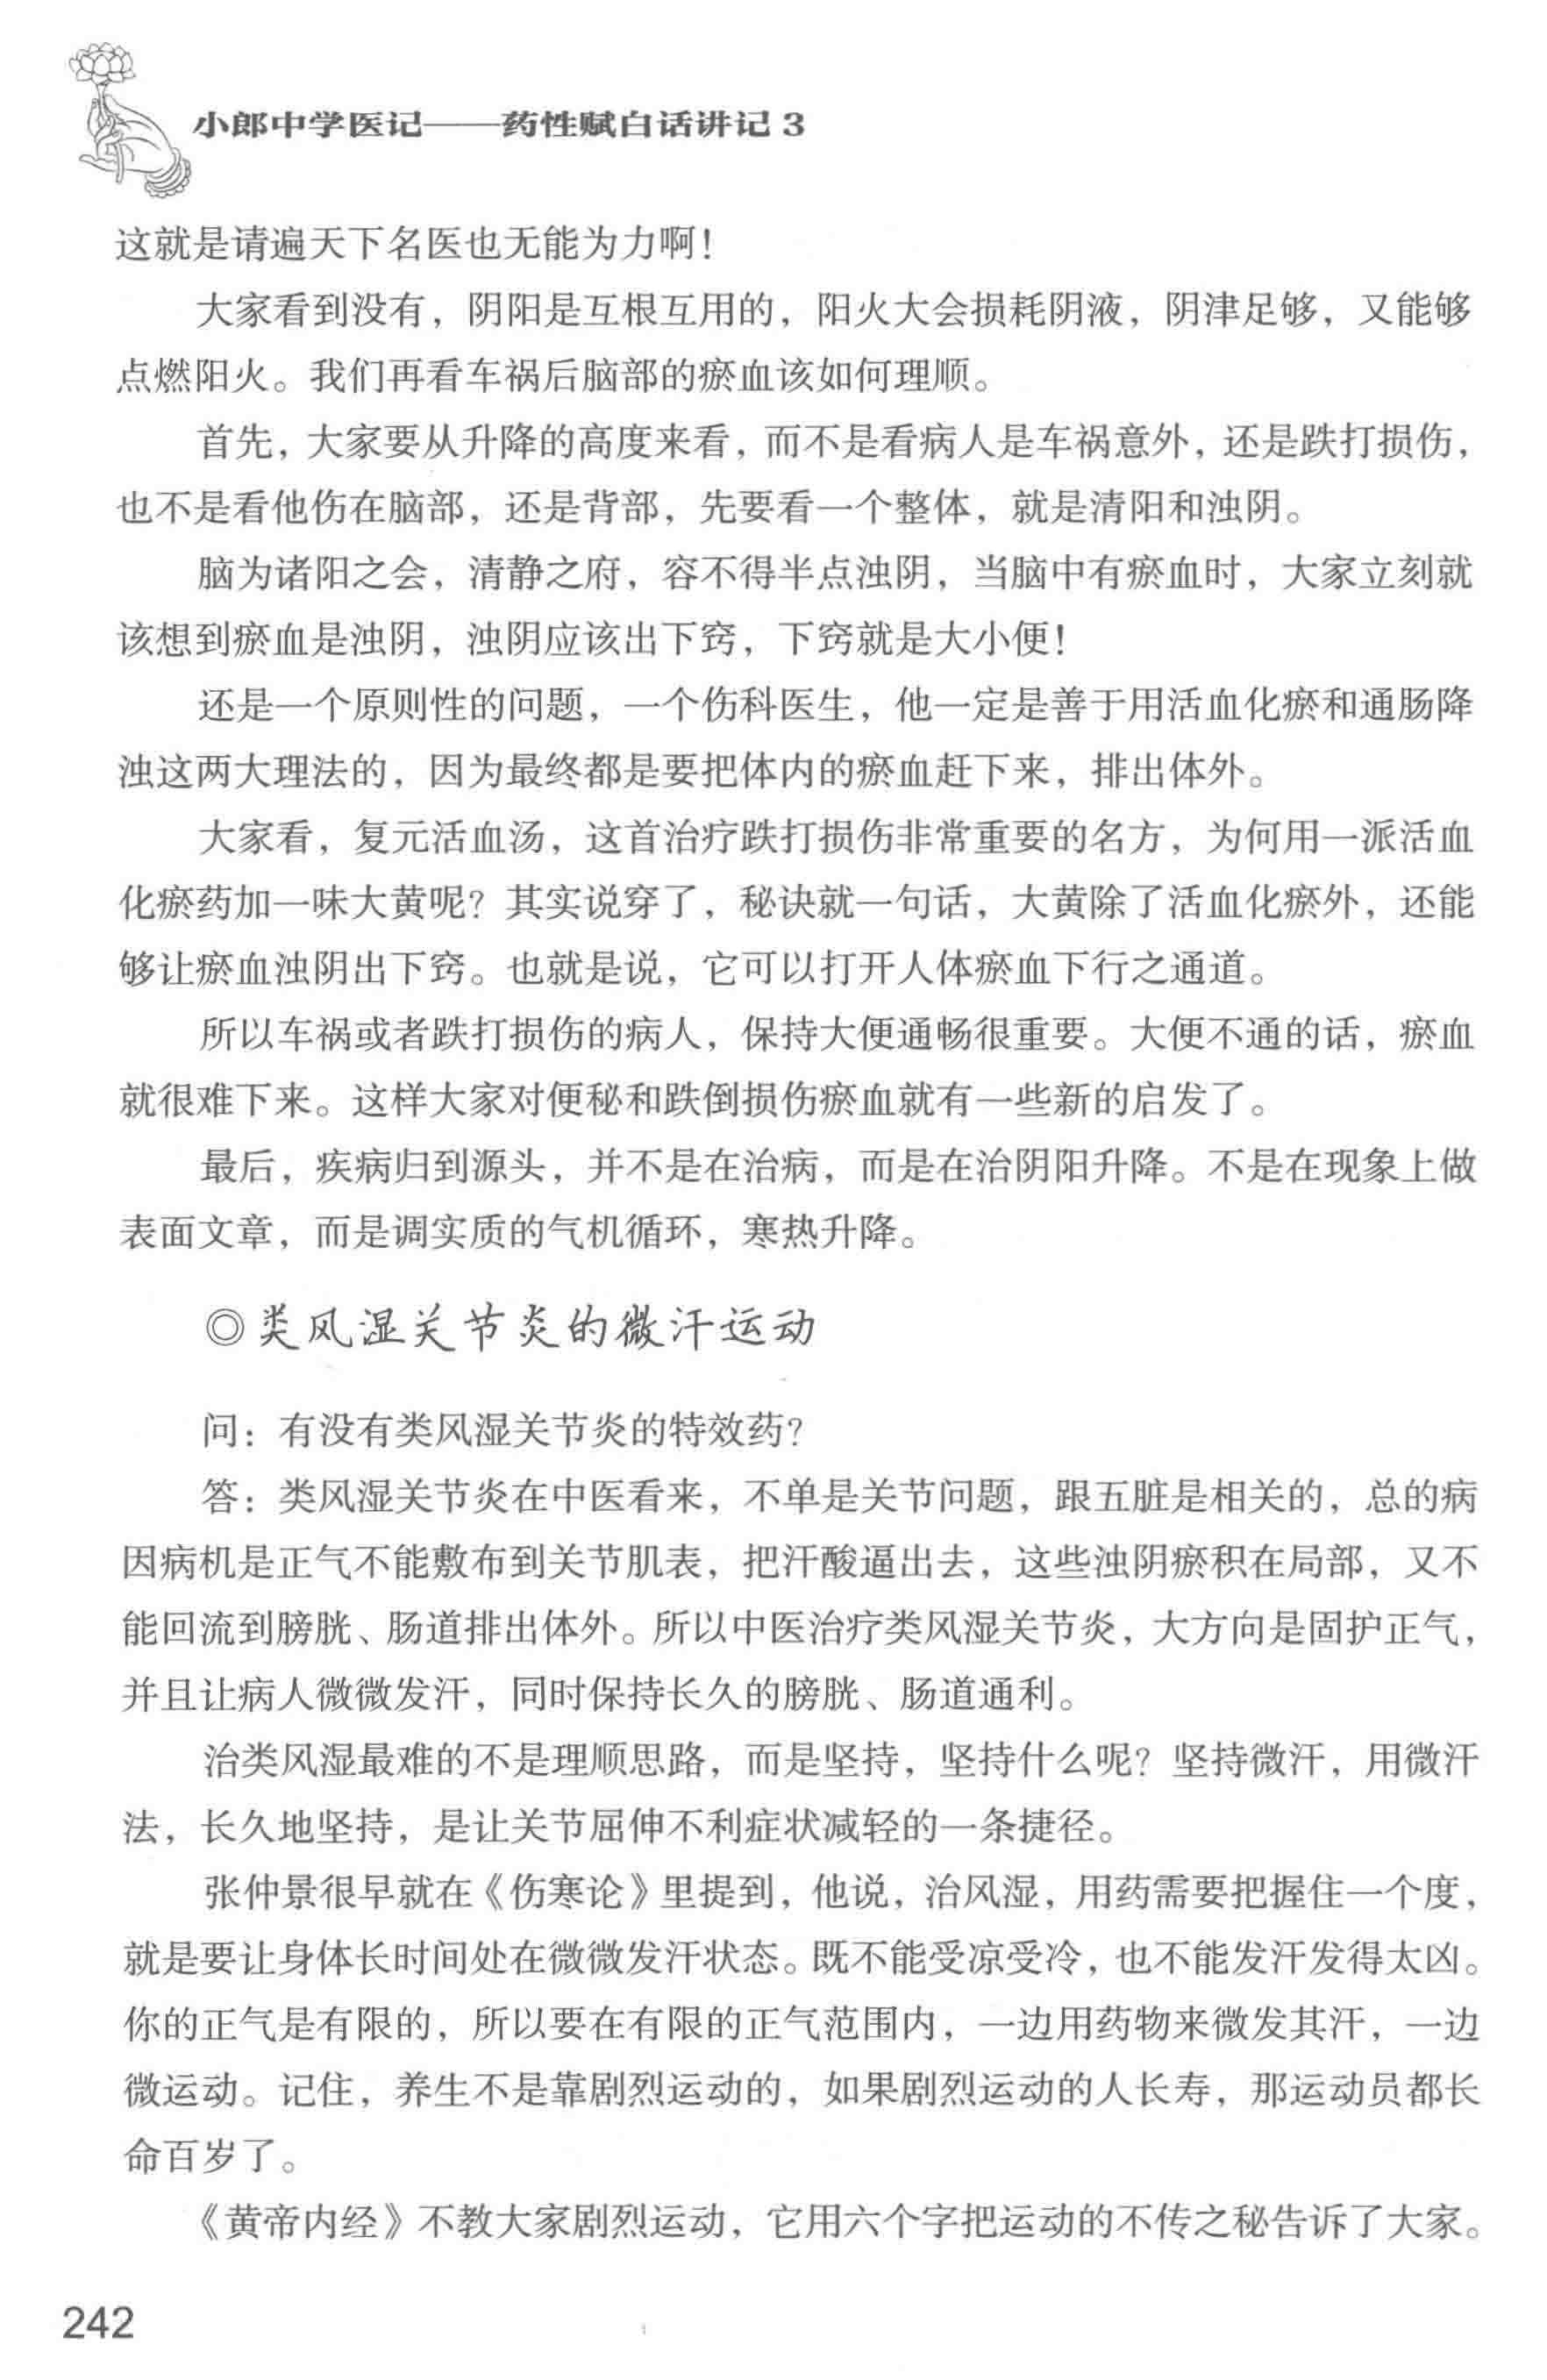 小郎中学医记——药性赋白话讲记3
这就是请遍天下名医也无能为力啊！
大家看到没有，阴阳是互根互用的，阳火大会损耗阴液，阴津足够，又能够
点燃阳火。我们再看车祸后脑部的瘀血该如何理顺。
首先，大家要从升降的高度来看，而不是看病人是车祸意外，还是跌打损伤，
也不是看他伤在脑部，还是背部，先要看一个整体，就是清阳和浊阴。
脑为诸阳之会，清静之府，容不得半点浊阴，当脑中有瘀血时，大家立刻就
该想到瘀血是浊阴，浊阴应该出下窍，下窍就是大小便！
还是一个原则性的问题，一个伤科医生，他一定是善于用活血化瘀和通肠降
浊这两大理法的，因为最终都是要把体内的瘀血赶下来，排出体外。
大家看，复元活血汤，这首治疗跌打损伤非常重要的名方，为何用一派活血
化瘀药加一味大黄呢？其实说穿了，秘诀就一句话，大黄除了活血化瘀外，还能
够让瘀血浊阴出下窍。也就是说，它可以打开人体瘀血下行之通道。
所以车祸或者跌打损伤的病人，保持大便通畅很重要。大便不通的话，瘀血
就很难下来。这样大家对便秘和跌倒损伤瘀血就有一些新的启发了。
最后，疾病归到源头，并不是在治病，而是在治阴阳升降。不是在现象上做
表面文章，而是调实质的气机循环，寒热升降。
◎类风湿关节炎的微汗运动
问：有没有类风湿关节炎的特效药？
答：类风湿关节炎在中医看来，不单是关节问题，跟五脏是相关的，总的病
因病机是正气不能敷布到关节肌表，把汗酸逼出去，这些浊阴瘀积在局部，又不
能回流到膀胱、肠道排出体外。所以中医治疗类风湿关节炎，大方向是固护正气，
并且让病人微微发汗，同时保持长久的膀胱、肠道通利。
治类风湿最难的不是理顺思路，而是坚持，坚持什么呢？坚持微汗，用微汗
法，长久地坚持，是让关节屈伸不利症状减轻的一条捷径。
张仲景很早就在《伤寒论》里提到，他说，治风湿，用药需要把握住一个度，
就是要让身体长时间处在微微发汗状态。既不能受凉受冷，也不能发汗发得太凶。
你的正气是有限的，所以要在有限的正气范围内，一边用药物来微发其汗，一边
微运动。记住，养生不是靠剧烈运动的，如果剧烈运动的人长寿，那运动员都长
命百岁了。
《黄帝内经》不教大家剧烈运动，它用六个字把运动的不传之秘告诉了大家。
242